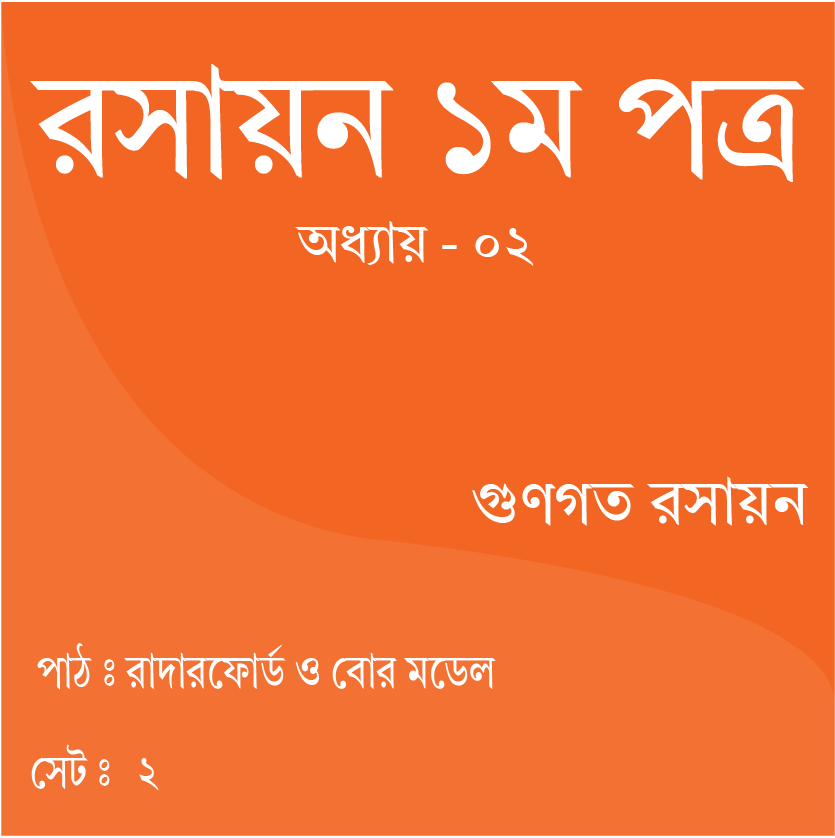 রসায়ন ১ম পত্র
অধ্যায় - ০২
গুণগত রসায়ন
পাঠ ঃ রাদারফোর্ড ও বোর মডেল
সেট ঃ ২